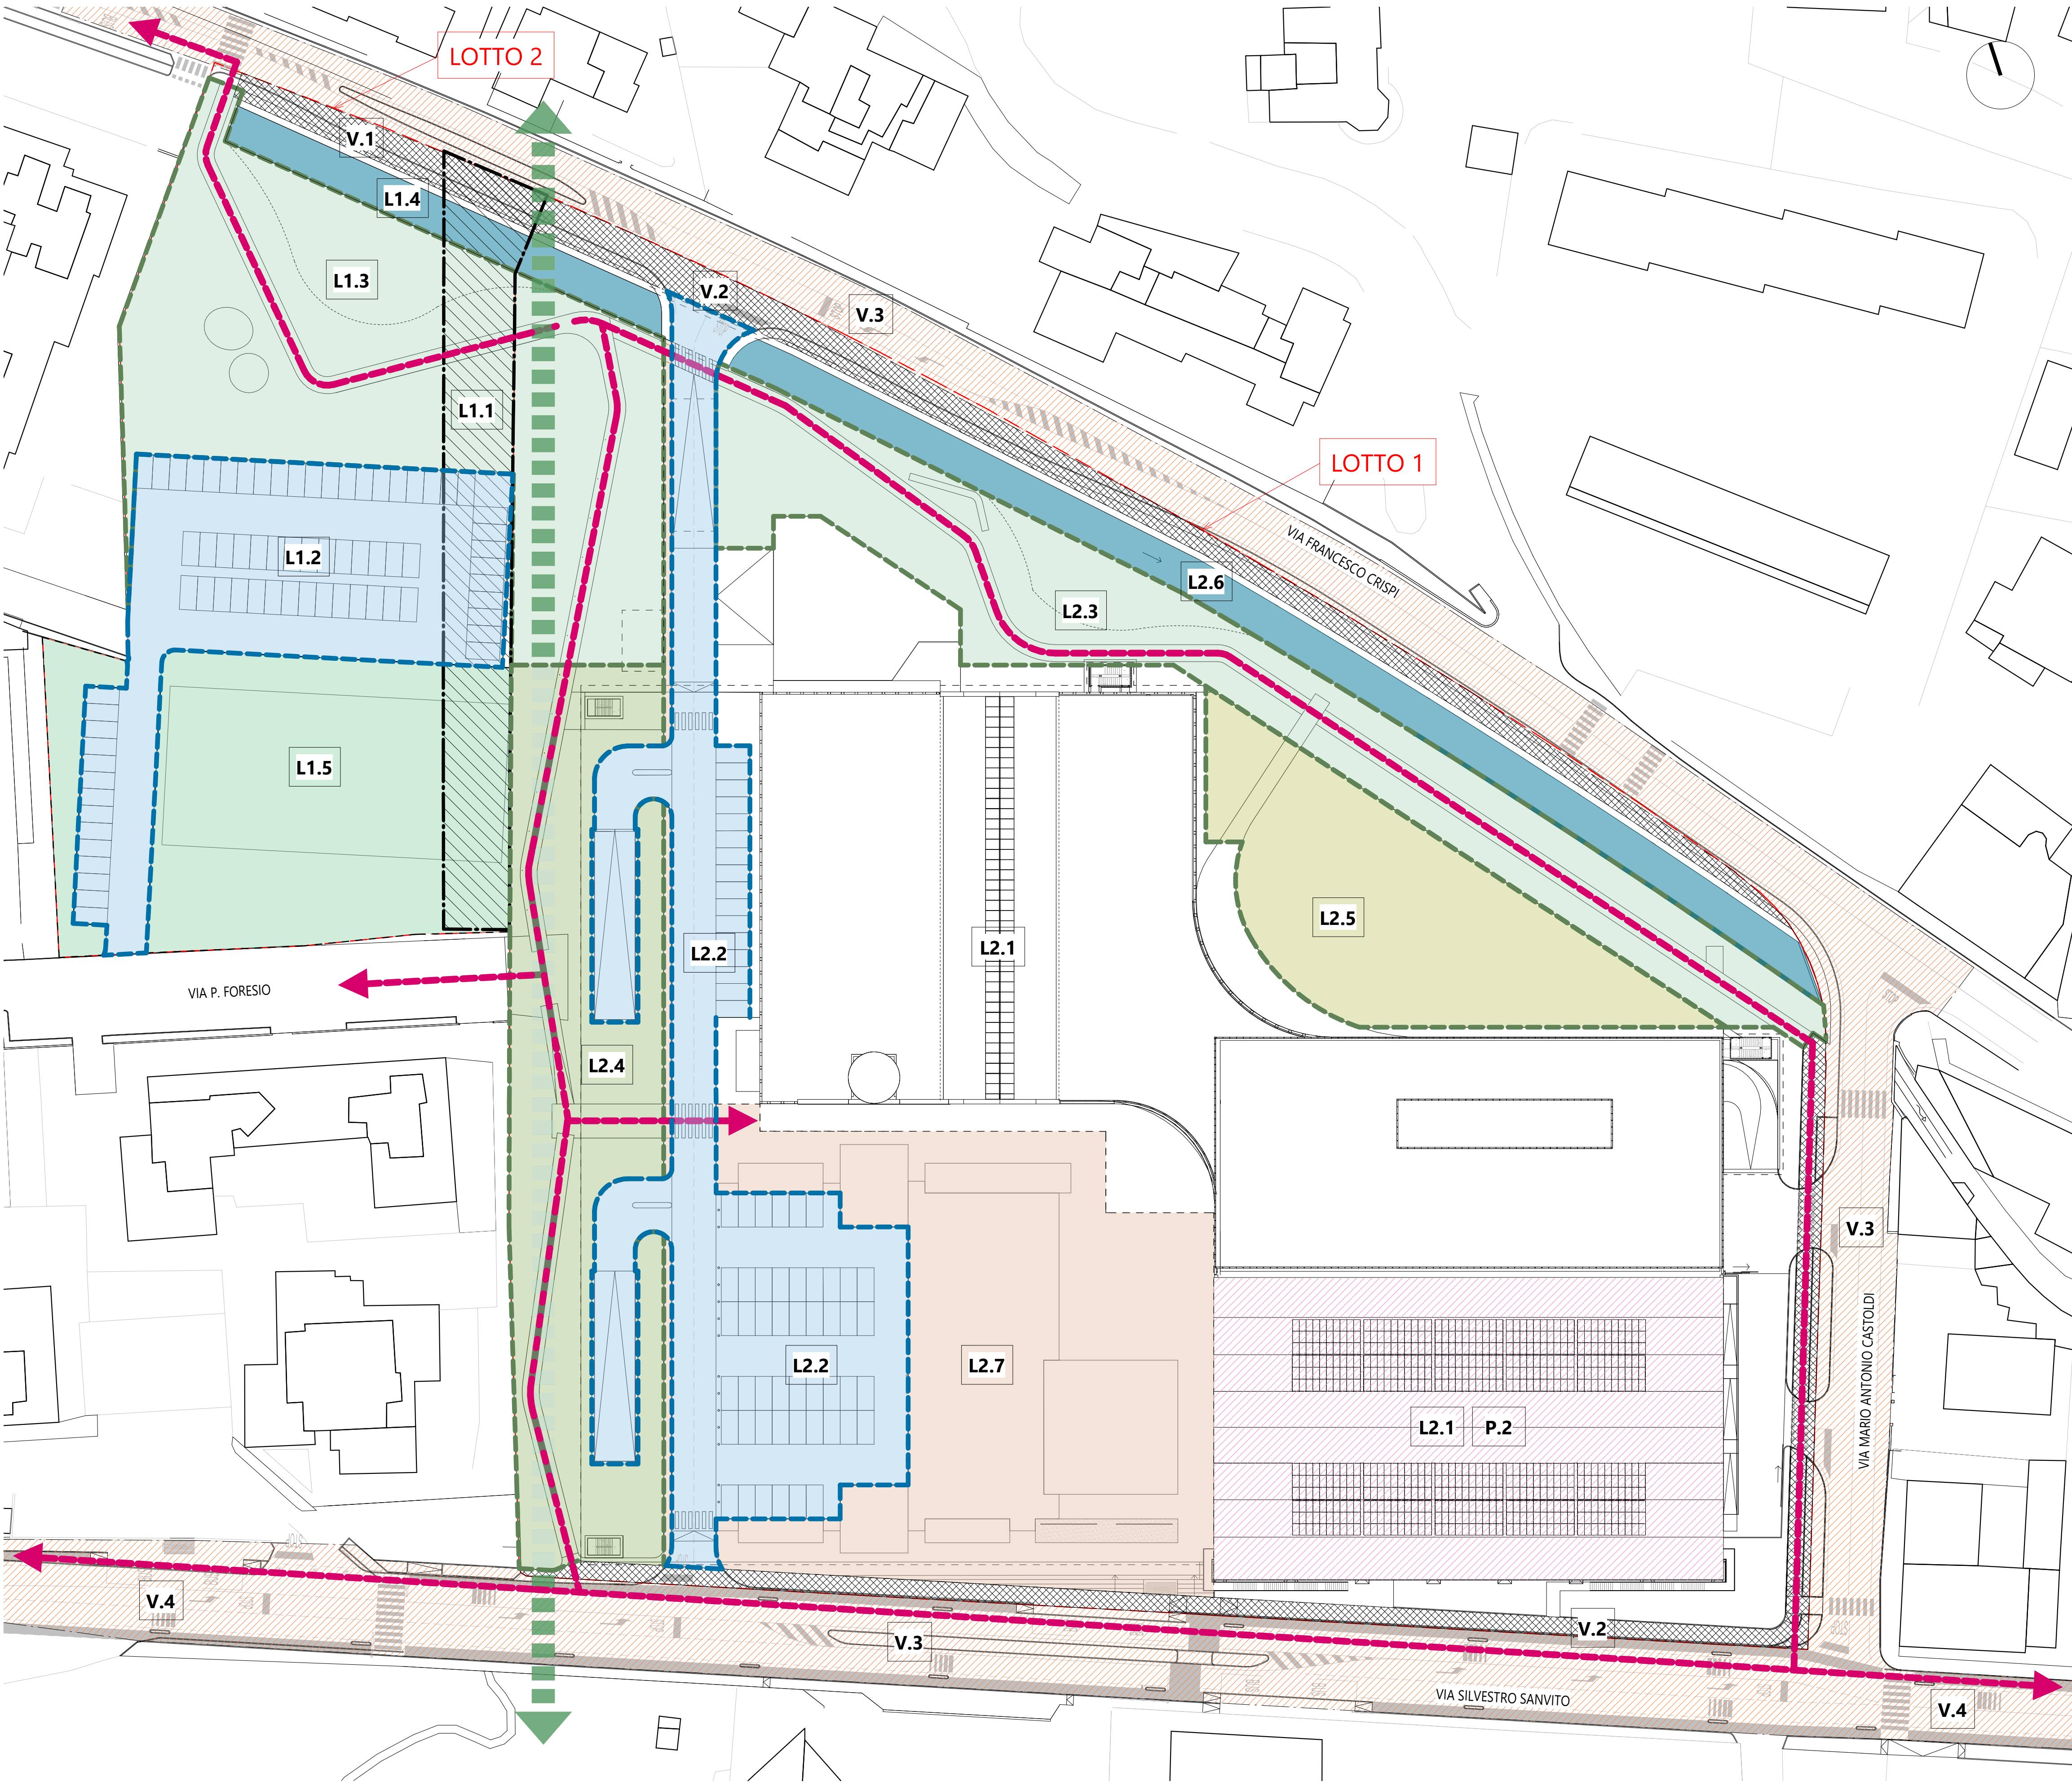 LOTTO 2
V.1
L1.4
L1.3
V.2
V.3
L1.1
LOTTO 1
VIA FRANCESCO CRISPI
L1.2
L2.6
L2.3
L1.5
L2.5
L2.2
L2.1
VIA P. FORESIO
L2.4
V.3
L2.2
L2.7
VIA MARIO ANTONIO CASTOLDI
L2.1
P.2
V.4
V.3
V.2
VIA SILVESTRO SANVITO
V.4